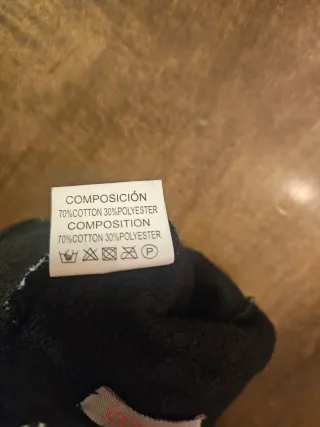 COMPOSICIÓN
70%COTTON 30%POLYESTER
COMPOSITION
70%COTTON 30%POLYESTER
P